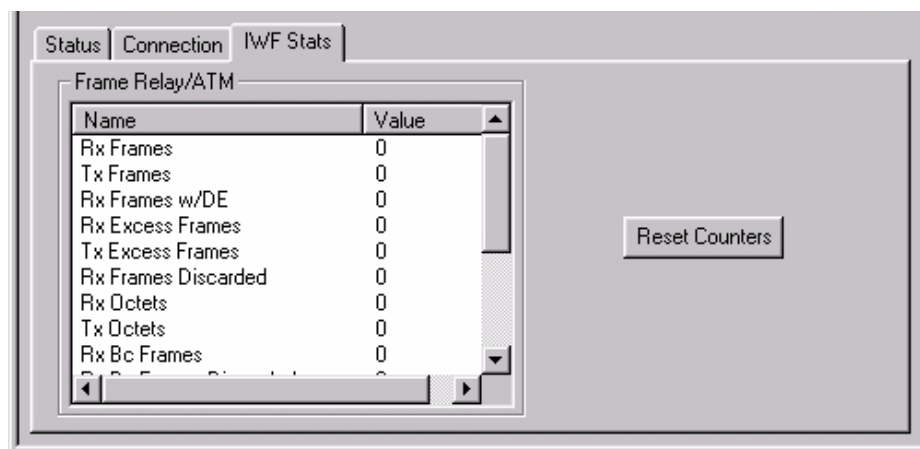 Status Connection IWF Stats
Frame Relay/ATM
Name Value
Rx Frames 0
Tx Frames 0
Rx Frames w/DE 0
Rx Excess Frames 0
Tx Excess Frames 0
Rx Frames Discarded 0
Rx Octets 0
Tx Octets 0
Rx Bc Frames 0
Reset Counters